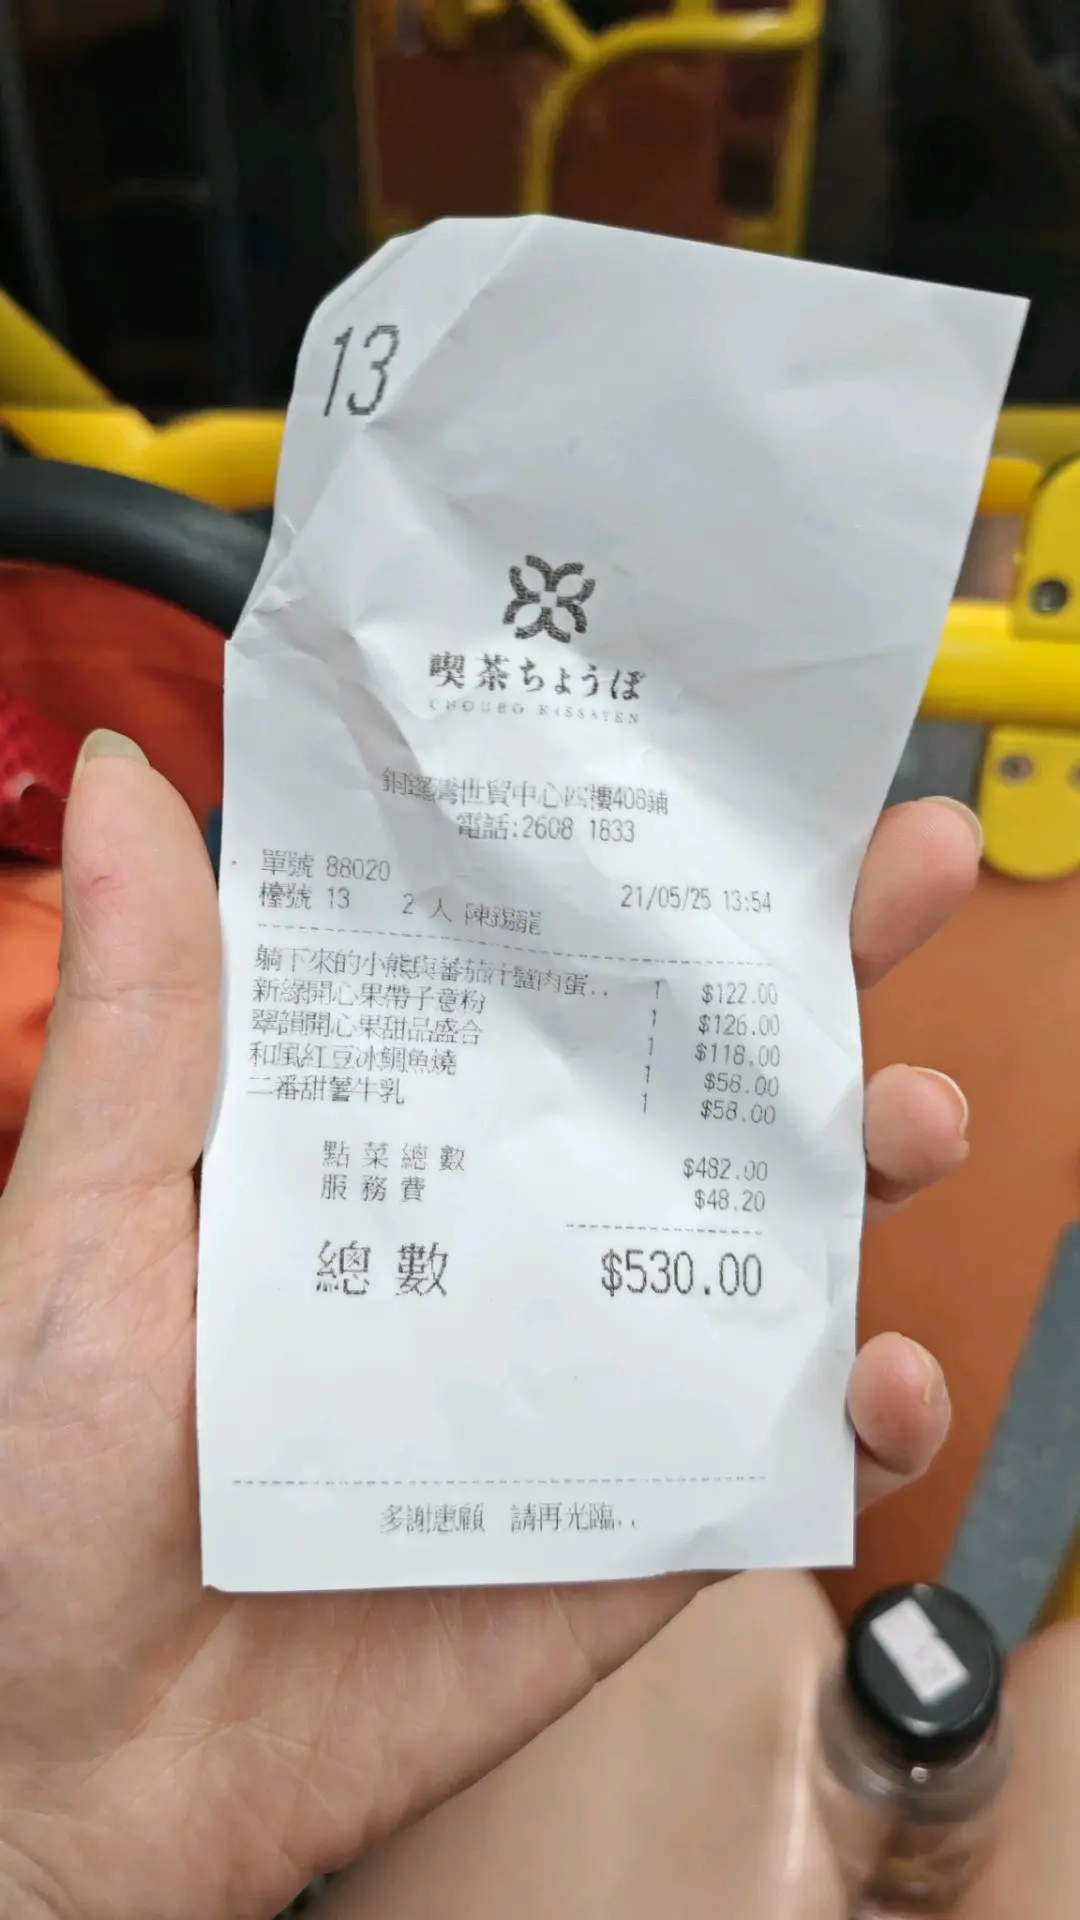 13
喫茶ちょうぼ
CHOUBO KISSATEN
銅鑼灣世貿中心四樓408鋪
電話:2608 1833
單號 88020
檯號 13 2 人 陳錫龍 21/05/25 13:54
躺下來的小熊與蕃茄汁蟹肉蛋.. 1 $122.00
新綠開心果帶子意粉 1 $126.00
翠韻開心果甜品盛合 1 $118.00
和風紅豆冰鯛魚燒 1 $58.00
二番甜薯牛乳 1 $58.00
點菜總數 $482.00
服務費 $48.20
總數 $530.00
多謝惠顧 請再光臨..